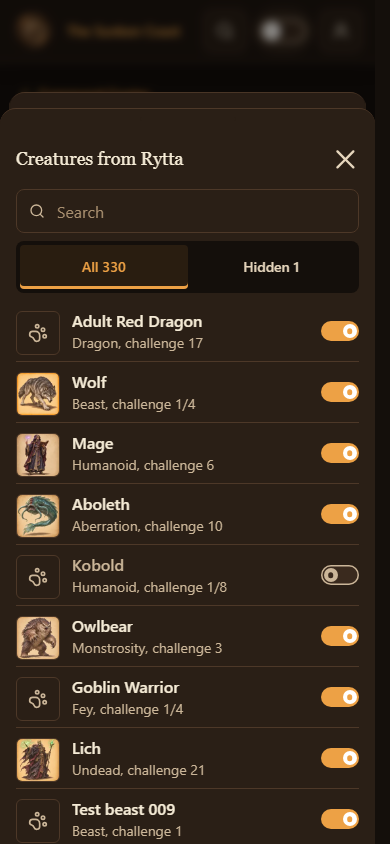 The Sunken Court
Creatures from Rytta
Search
All 330
Hidden 1
Adult Red Dragon
Dragon, challenge 17
Wolf
Beast, challenge 1/4
Mage
Humanoid, challenge 6
Aboleth
Aberration, challenge 10
Kobold
Humanoid, challenge 1/8
Owlbear
Monstrosity, challenge 3
Goblin Warrior
Fey, challenge 1/4
Lich
Undead, challenge 21
Test beast 009
Beast, challenge 1